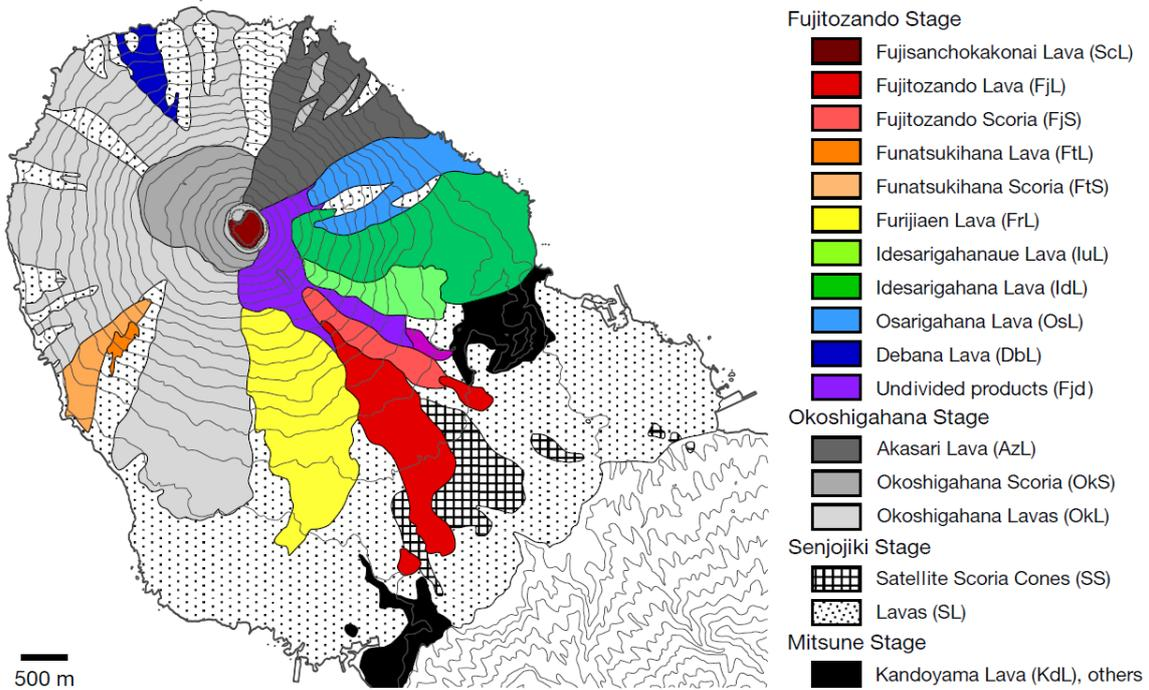 Fujitozando Stage
Fujisanchokakonai Lava (ScL)
Fujitozando Lava (FjL)
Fujitozando Scoria (FjS)
Funatsukihana Lava (FtL)
Funatsukihana Scoria (FtS)
Furijiaen Lava (FrL)
Idesarigahanaue Lava (IuL)
Idesarigahana Lava (IdL)
Osarigahana Lava (OsL)
Debana Lava (DbL)
Undivided products (Fjd)
Okoshigahana Stage
Akasari Lava (AzL)
Okoshigahana Scoria (OkS)
Okoshigahana Lavas (OkL)
Senjojiki Stage
Satellite Scoria Cones (SS)
Lavas (SL)
Mitsune Stage
Kandoyama Lava (KdL), others
500 m